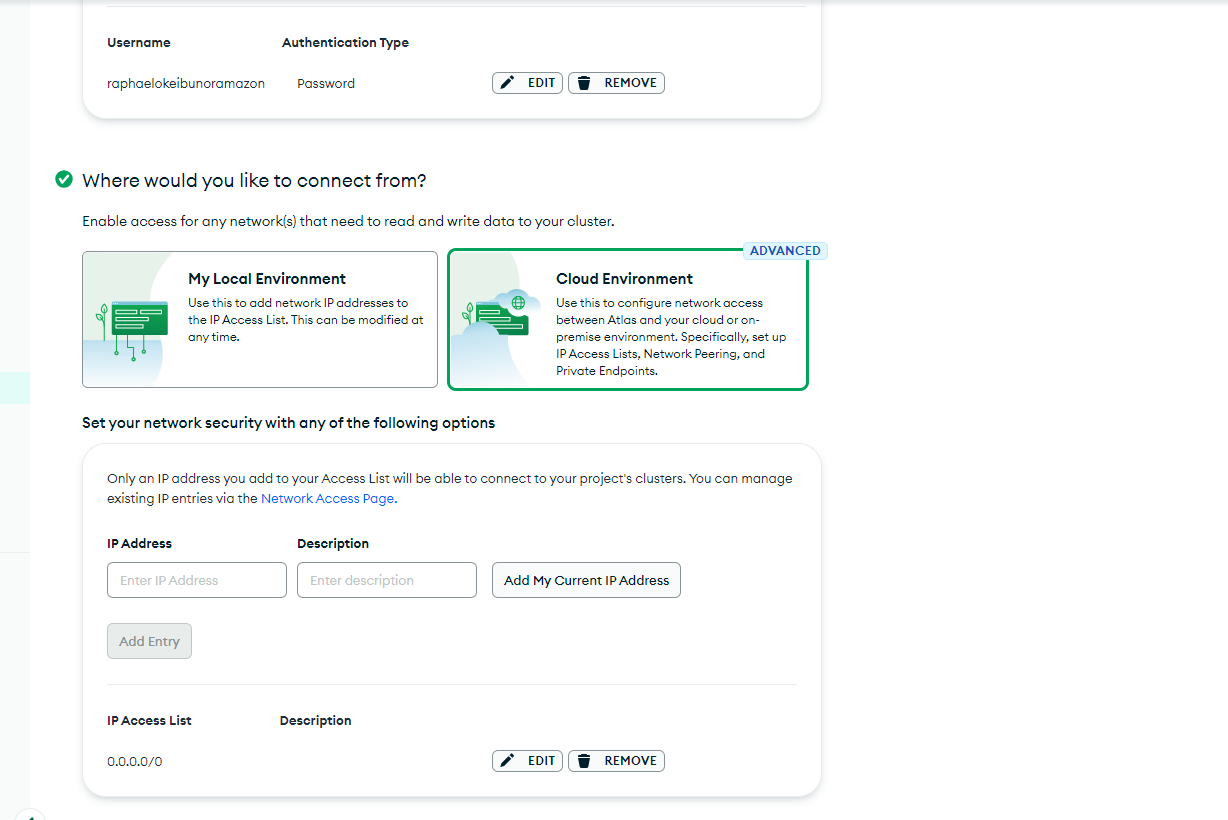 Username Authentication Type
raphaelokeibunoramazon Password EDIT REMOVE
Where would you like to connect from?
Enable access for any network(s) that need to read and write data to your cluster.
ADVANCED
My Local Environment
Use this to add network IP addresses to
the IP Access List. This can be modified at
any time.
Cloud Environment
Use this to configure network access
between Atlas and your cloud or on-
premise environment. Specifically, set up
IP Access Lists, Network Peering, and
Private Endpoints.
Set your network security with any of the following options
Only an IP address you add to your Access List will be able to connect to your project's clusters. You can manage
existing IP entries via the Network Access Page.
IP Address Description
Enter IP Address Enter description Add My Current IP Address
Add Entry
IP Access List Description
0.0.0.0/0 EDIT REMOVE